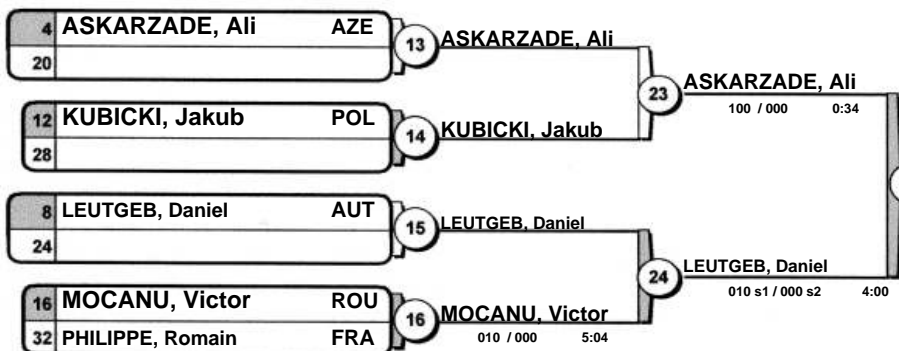 4 ASKARZADE, Ali AZE
20
13 ASKARZADE, Ali
12 KUBICKI, Jakub POL
28
14 KUBICKI, Jakub
23 ASKARZADE, Ali
100 / 000 0:34
8 LEUTGEB, Daniel AUT
24
15 LEUTGEB, Daniel
16 MOCANU, Victor ROU
32 PHILIPPE, Romain FRA
16 MOCANU, Victor
010 / 000 5:04
24 LEUTGEB, Daniel
010 s1 / 000 s2 4:00